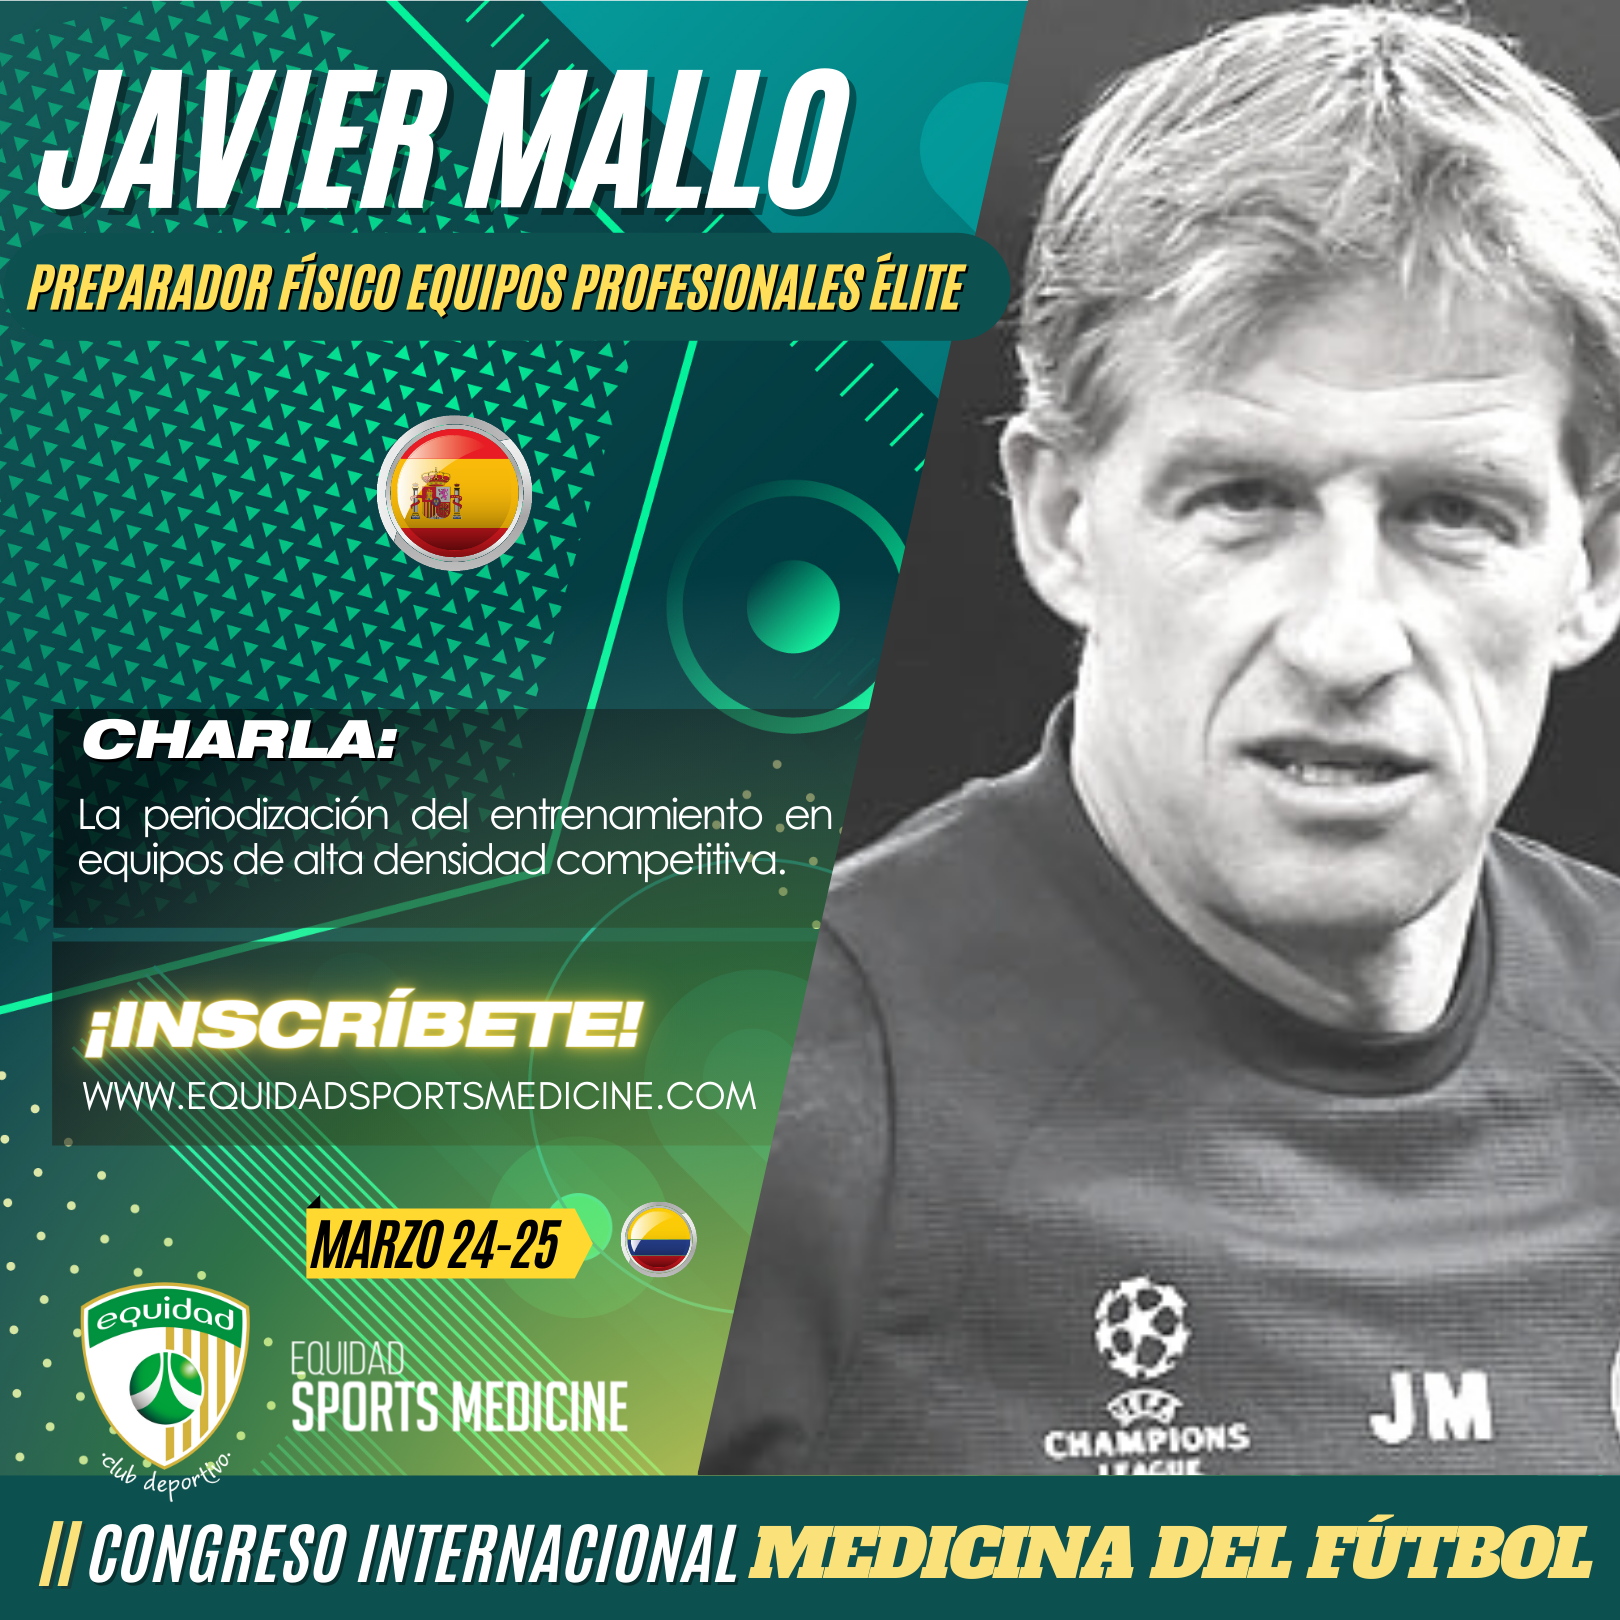 JAVIER MALLO
PREPARADOR FÍSICO EQUIPOS PROFESIONALES ÉLITE
CHARLA:
La periodización del entrenamiento en
equipos de alta densidad competitiva.
¡INSCRÍBETE!
WWW.EQUIDADSPORTSMEDICINE.COM
MARZO 24-25
equidad
club deportivo
EQUIDAD
SPORTS MEDICINE
UEFA
CHAMPIONS
LEAGUE
JM
II CONGRESO INTERNACIONAL MEDICINA DEL FÚTBOL